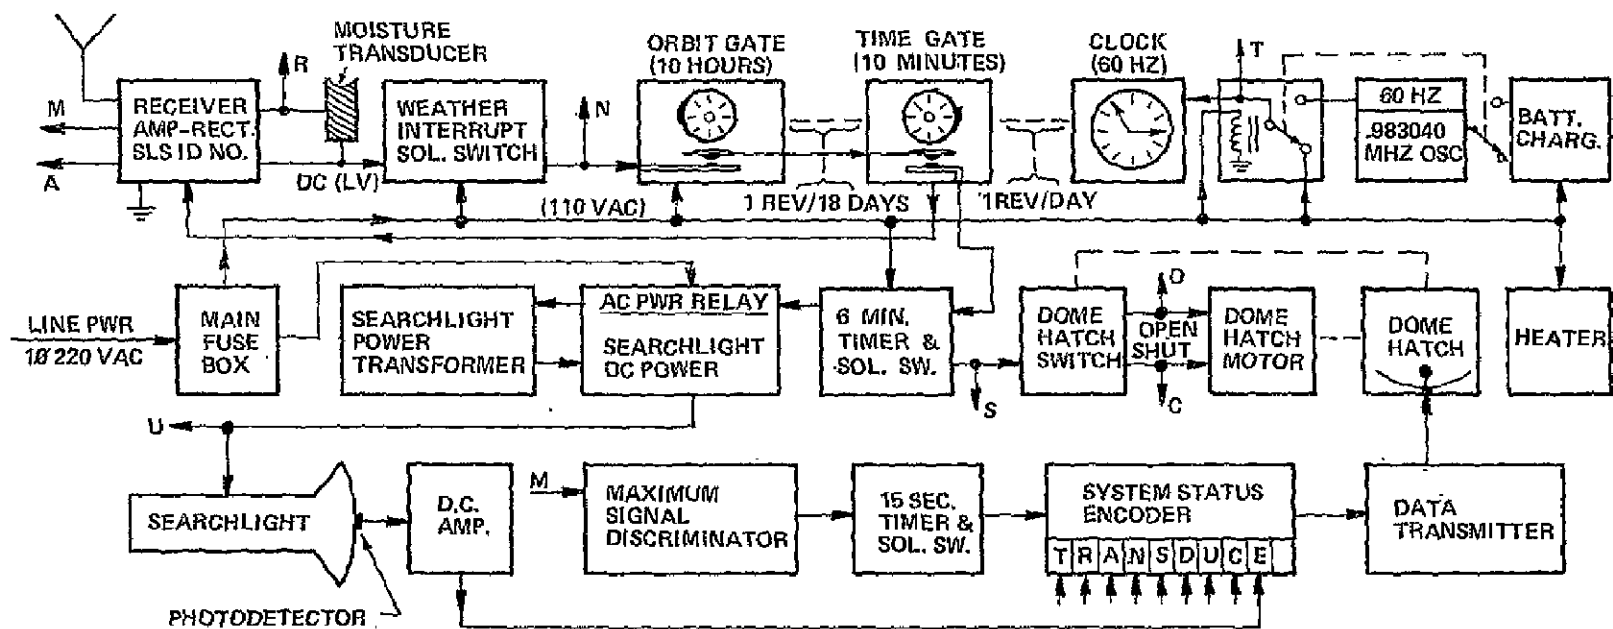 MOISTURE
TRANSDUCER
ORBIT GATE
(10 HOURS)
TIME GATE
(10 MINUTES)
CLOCK
(60 HZ)
T
R
M
A
RECEIVER
AMP-RECT.
SLS ID NO.
WEATHER
INTERRUPT
SOL. SWITCH
N
DC (LV)
60 HZ
.983040
MHZ OSC
BATT.
CHARG.
(110 VAC)
1 REV/18 DAYS
1 REV/DAY
LINE PWR
1Ø 220 VAC
MAIN
FUSE
BOX
SEARCHLIGHT
POWER
TRANSFORMER
AC PWR RELAY
SEARCHLIGHT
DC POWER
6 MIN.
TIMER &
SOL. SW.
S
DOME
HATCH
SWITCH
D
OPEN
SHUT
C
DOME
HATCH
MOTOR
DOME
HATCH
HEATER
U
SEARCHLIGHT
PHOTODETECTOR
D.C.
AMP.
M
MAXIMUM
SIGNAL
DISCRIMINATOR
15 SEC.
TIMER &
SOL. SW.
SYSTEM STATUS
ENCODER
T R A N S D U C E
DATA
TRANSMITTER